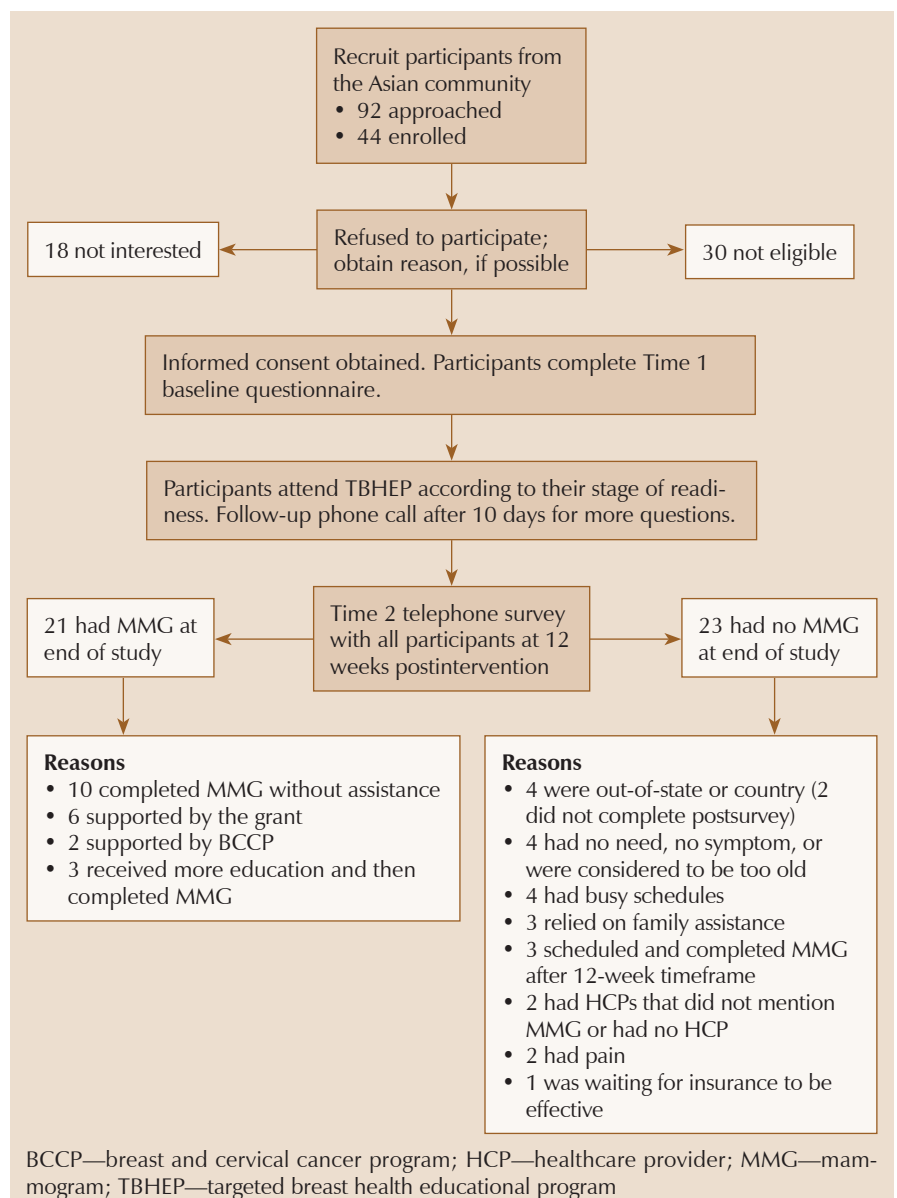 Recruit participants from
the Asian community
• 92 approached
• 44 enrolled
18 not interested
Refused to participate;
obtain reason, if possible
30 not eligible
Informed consent obtained. Participants complete Time 1
baseline questionnaire.
Participants attend TBHEP according to their stage of readi-
ness. Follow-up phone call after 10 days for more questions.
21 had MMG at
end of study
Time 2 telephone survey
with all participants at 12
weeks postintervention
23 had no MMG
at end of study
Reasons
• 10 completed MMG without assistance
• 6 supported by the grant
• 2 supported by BCCP
• 3 received more education and then
completed MMG
Reasons
• 4 were out-of-state or country (2
did not complete postsurvey)
• 4 had no need, no symptom, or
were considered to be too old
• 4 had busy schedules
• 3 relied on family assistance
• 3 scheduled and completed MMG
after 12-week timeframe
• 2 had HCPs that did not mention
MMG or had no HCP
• 2 had pain
• 1 was waiting for insurance to be
effective
BCCP—breast and cervical cancer program; HCP—healthcare provider; MMG—mam-
mogram; TBHEP—targeted breast health educational program